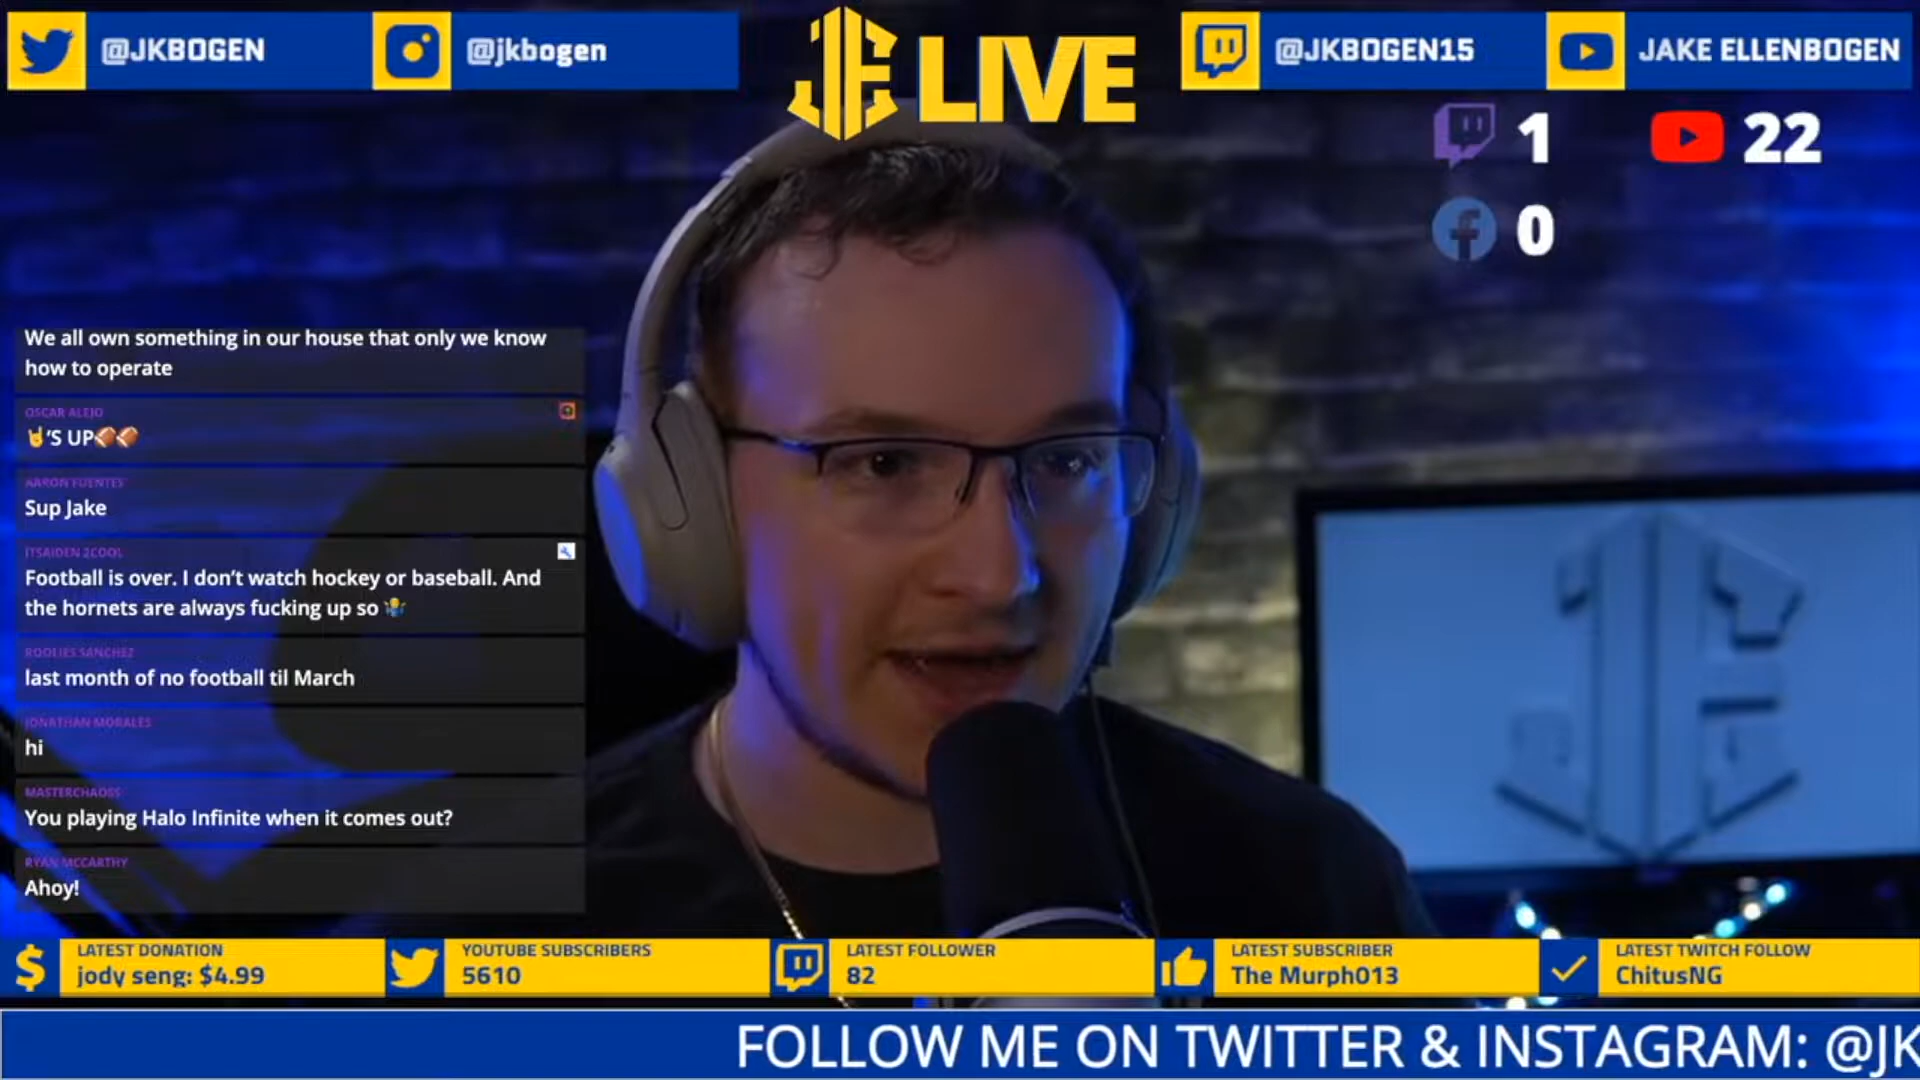 @JKBOGEN
@jkbogen
JE LIVE
@JKBOGEN15
JAKE ELLENBOGEN
1
22
0
We all own something in our house that only we know
how to operate
OSCAR ALEJO
🤘'S UP🏈🏈
AARON FUENTES
Sup Jake
ITSAIDEN 2COOL
Football is over. I don't watch hockey or baseball. And
the hornets are always fucking up so 🤷
ROOLIES SANCHEZ
last month of no football til March
JONATHAN MORALES
hi
MASTERCHAOSS
You playing Halo Infinite when it comes out?
RYAN MCCARTHY
Ahoy!
$
LATEST DONATION
jody seng: $4.99
YOUTUBE SUBSCRIBERS
5610
LATEST FOLLOWER
82
LATEST SUBSCRIBER
The Murph013
LATEST TWITCH FOLLOW
ChitusNG
FOLLOW ME ON TWITTER & INSTAGRAM: @JK